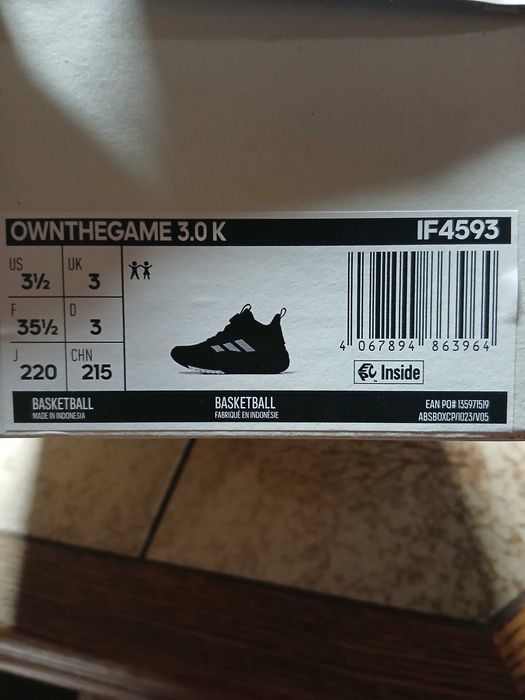 OWNTHEGAME 3.0 K
IF4593
US
3½
UK
3
F
35½
D
3
J
220
CHN
215
4 067894 863964
Inside
BASKETBALL
MADE IN INDONESIA
BASKETBALL
FABRIQUÉ EN INDONÉSIE
EAN PO# 135971519
ABSBOXCP/1023/V05